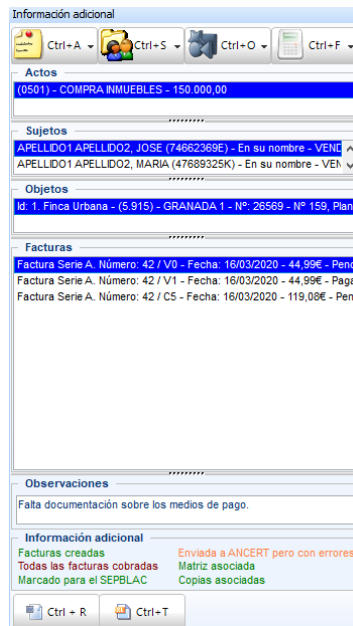 Información adicional
Ctrl+A Ctrl+S Ctrl+O Ctrl+F
Actos
(0501) - COMPRA INMUEBLES - 150.000,00
Sujetos
APELLIDO1 APELLIDO2, JOSE (74662369E) - En su nombre - VEND
APELLIDO1 APELLIDO2, MARIA (47689325K) - En su nombre - VEN
Objetos
Id: 1. Finca Urbana - (5.915) - GRANADA 1 - Nº: 26569 - Nº 159, Plan
Facturas
Factura Serie A. Número: 42 / V0 - Fecha: 16/03/2020 - 44,99€ - Pend
Factura Serie A. Número: 42 / V1 - Fecha: 16/03/2020 - 44,99€ - Paga
Factura Serie A. Número: 42 / C5 - Fecha: 16/03/2020 - 119,08€ - Pen
Observaciones
Falta documentación sobre los medios de pago.
Información adicional
Facturas creadas Enviada a ANCERT pero con errores
Todas las facturas cobradas Matriz asociada
Marcado para el SEPBLAC Copias asociadas
Ctrl + R Ctrl+T